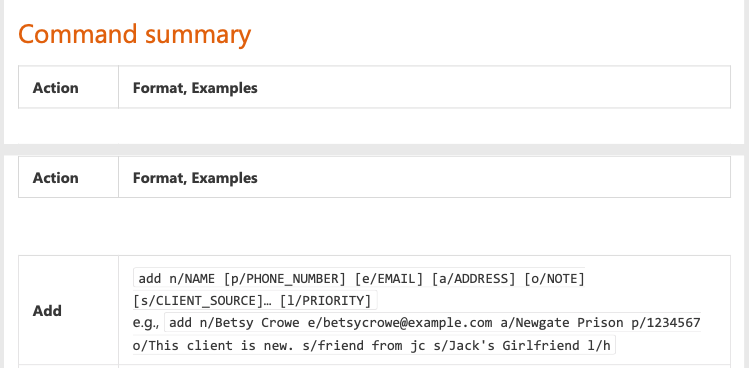 Command summary
Action Format, Examples
Action Format, Examples
add n/NAME [p/PHONE_NUMBER] [e/EMAIL] [a/ADDRESS] [o/NOTE]
[s/CLIENT_SOURCE]… [l/PRIORITY]
Add
e.g., add n/Betsy Crowe e/betsycrowe@example.com a/Newgate Prison p/1234567
o/This client is new. s/friend from jc s/Jack's Girlfriend l/h